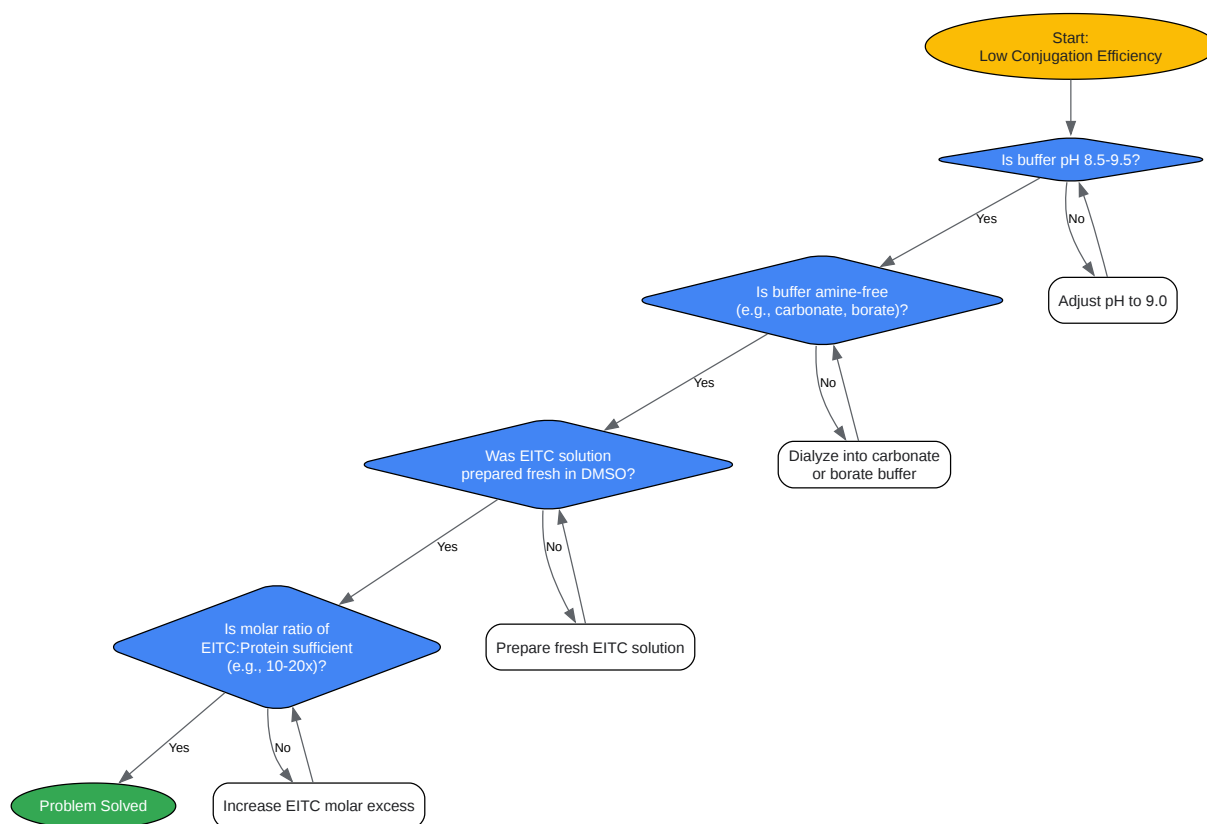 Start:
Low Conjugation Efficiency
Is buffer pH 8.5-9.5?
Yes
No
Adjust pH to 9.0
Is buffer amine-free
(e.g., carbonate, borate)?
Yes
No
Dialyze into carbonate
or borate buffer
Was EITC solution
prepared fresh in DMSO?
Yes
No
Prepare fresh EITC solution
Is molar ratio of
EITC:Protein sufficient
(e.g., 10-20x)?
Yes
No
Problem Solved
Increase EITC molar excess